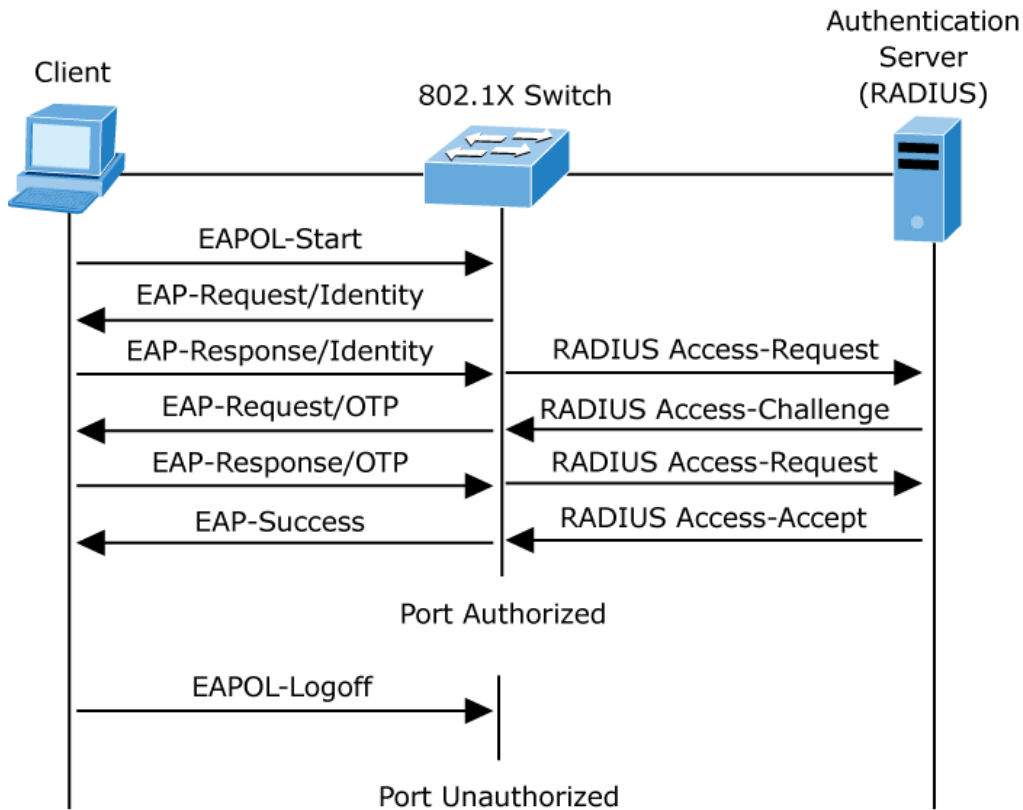 Authentication
Server
(RADIUS)
Client
802.1X Switch
EAPOL-Start
EAP-Request/Identity
EAP-Response/Identity
RADIUS Access-Request
EAP-Request/OTP
RADIUS Access-Challenge
EAP-Response/OTP
RADIUS Access-Request
EAP-Success
RADIUS Access-Accept
Port Authorized
EAPOL-Logoff
Port Unauthorized